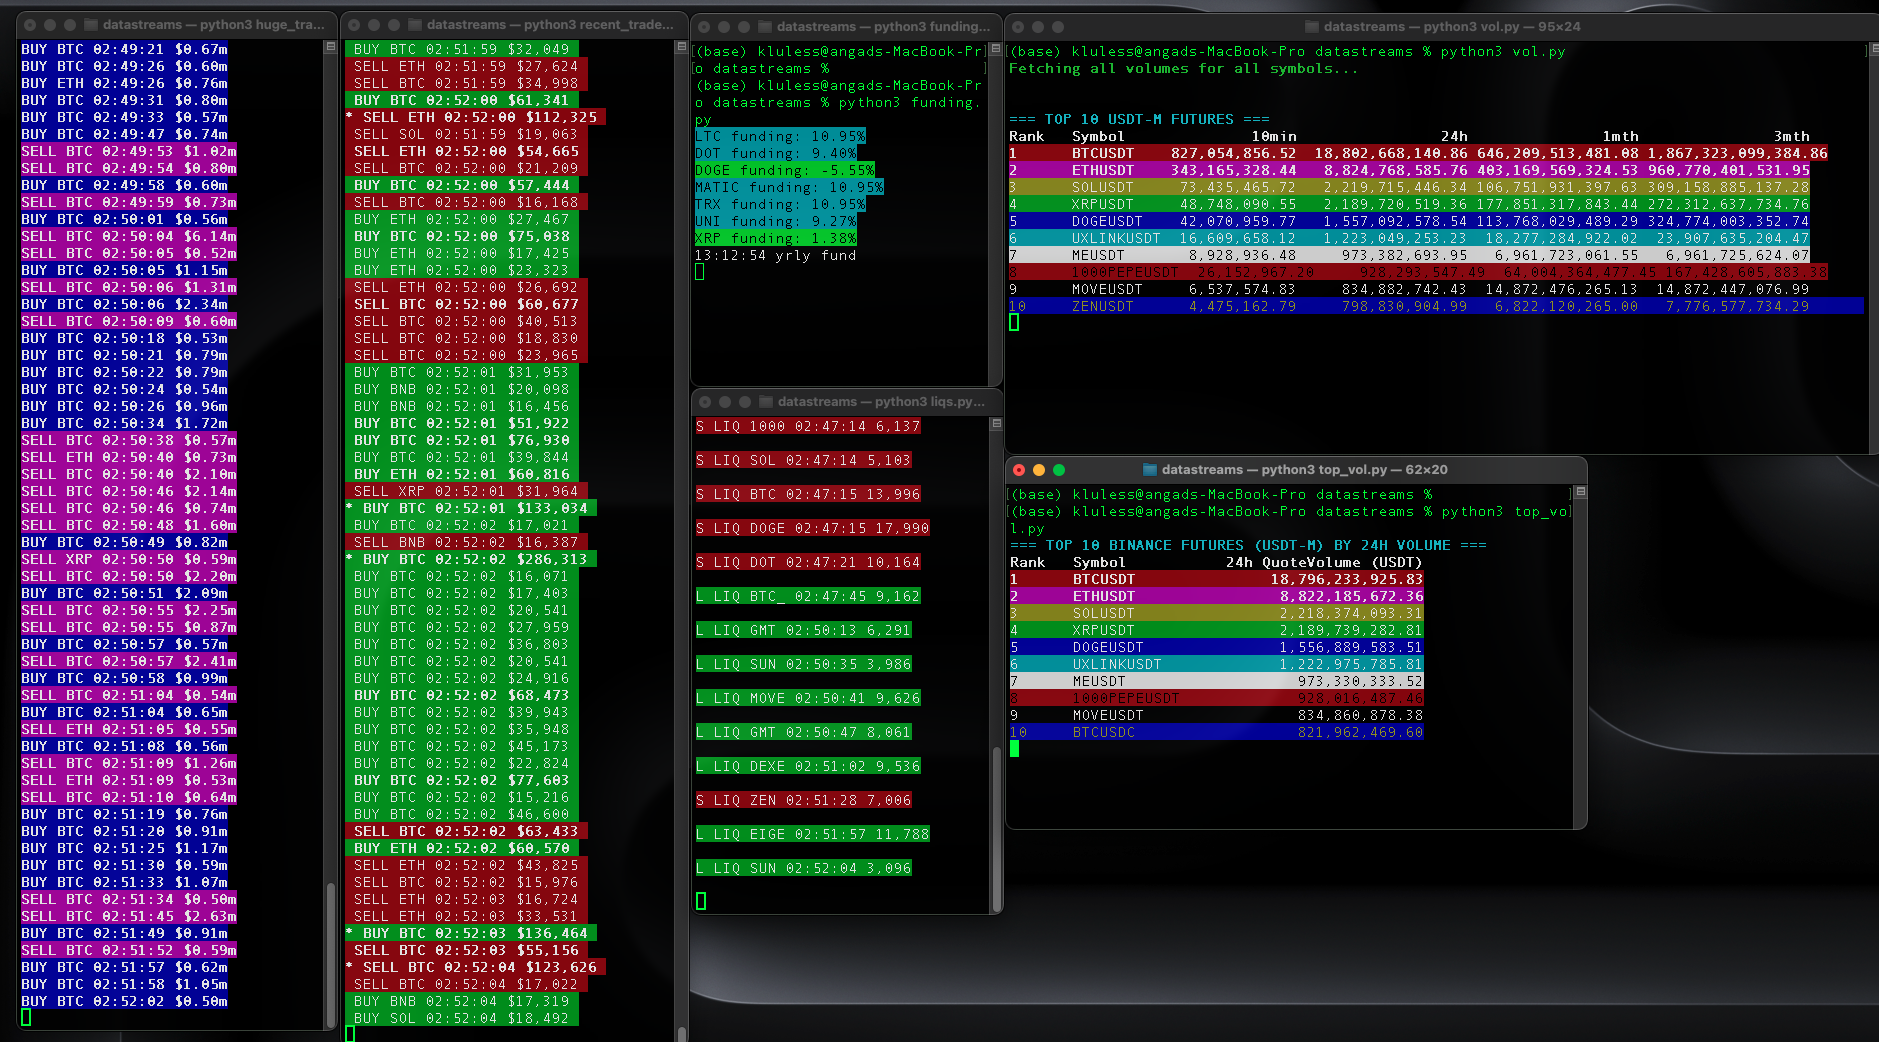 datastreams — python3 huge_tra...
BUY BTC 02:49:21 $0.67m
BUY BTC 02:49:26 $0.60m
BUY ETH 02:49:26 $0.76m
BUY BTC 02:49:31 $0.80m
BUY BTC 02:49:33 $0.57m
BUY BTC 02:49:47 $0.74m
SELL BTC 02:49:53 $1.02m
SELL BTC 02:49:54 $0.80m
BUY BTC 02:49:58 $0.60m
SELL BTC 02:49:59 $0.73m
BUY BTC 02:50:01 $0.56m
SELL BTC 02:50:04 $6.14m
SELL BTC 02:50:05 $0.52m
BUY BTC 02:50:05 $1.15m
SELL BTC 02:50:06 $1.31m
BUY BTC 02:50:06 $2.34m
SELL BTC 02:50:09 $0.60m
BUY BTC 02:50:18 $0.53m
BUY BTC 02:50:21 $0.79m
BUY BTC 02:50:22 $0.79m
BUY BTC 02:50:24 $0.54m
BUY BTC 02:50:26 $0.96m
BUY BTC 02:50:34 $1.72m
SELL BTC 02:50:38 $0.57m
SELL ETH 02:50:40 $0.73m
SELL BTC 02:50:40 $2.10m
SELL BTC 02:50:46 $2.14m
SELL BTC 02:50:46 $0.74m
SELL BTC 02:50:48 $1.60m
BUY BTC 02:50:49 $0.82m
SELL XRP 02:50:50 $0.59m
SELL BTC 02:50:50 $2.20m
BUY BTC 02:50:51 $2.09m
SELL BTC 02:50:55 $2.25m
SELL BTC 02:50:55 $0.87m
BUY BTC 02:50:57 $0.57m
SELL BTC 02:50:57 $2.41m
BUY BTC 02:50:58 $0.99m
SELL BTC 02:51:04 $0.54m
BUY BTC 02:51:04 $0.65m
SELL ETH 02:51:05 $0.55m
BUY BTC 02:51:08 $0.56m
SELL BTC 02:51:09 $1.26m
SELL ETH 02:51:09 $0.53m
SELL BTC 02:51:10 $0.64m
BUY BTC 02:51:19 $0.76m
BUY BTC 02:51:20 $0.91m
BUY BTC 02:51:25 $1.17m
BUY BTC 02:51:30 $0.59m
BUY BTC 02:51:33 $1.07m
SELL BTC 02:51:34 $0.50m
SELL BTC 02:51:45 $2.63m
BUY BTC 02:51:49 $0.91m
SELL BTC 02:51:52 $0.59m
BUY BTC 02:51:57 $0.62m
BUY BTC 02:51:58 $1.05m
BUY BTC 02:52:02 $0.50m
datastreams — python3 recent_trade...
BUY BTC 02:51:59 $32,049
SELL ETH 02:51:59 $27,624
SELL BTC 02:51:59 $34,998
BUY BTC 02:52:00 $61,341
* SELL ETH 02:52:00 $112,325
SELL SOL 02:51:59 $19,063
SELL ETH 02:52:00 $54,665
SELL BTC 02:52:00 $21,209
BUY BTC 02:52:00 $57,444
SELL BTC 02:52:00 $16,168
BUY ETH 02:52:00 $27,467
BUY BTC 02:52:00 $75,038
BUY ETH 02:52:00 $17,425
BUY ETH 02:52:00 $23,323
SELL ETH 02:52:00 $26,692
SELL BTC 02:52:00 $60,677
SELL BTC 02:52:00 $40,513
SELL BTC 02:52:00 $18,830
SELL BTC 02:52:00 $23,965
BUY BTC 02:52:01 $31,953
BUY BNB 02:52:01 $20,098
BUY BNB 02:52:01 $16,456
BUY BTC 02:52:01 $51,922
BUY BTC 02:52:01 $76,930
BUY BTC 02:52:01 $39,844
BUY ETH 02:52:01 $60,816
SELL XRP 02:52:01 $31,964
* BUY BTC 02:52:01 $133,034
BUY BTC 02:52:02 $17,021
SELL BNB 02:52:02 $16,387
* BUY BTC 02:52:02 $286,313
BUY BTC 02:52:02 $16,071
BUY BTC 02:52:02 $17,403
BUY BTC 02:52:02 $20,541
BUY BTC 02:52:02 $27,959
BUY BTC 02:52:02 $36,803
BUY BTC 02:52:02 $20,541
BUY BTC 02:52:02 $24,916
BUY BTC 02:52:02 $68,473
BUY BTC 02:52:02 $39,943
BUY BTC 02:52:02 $35,948
BUY BTC 02:52:02 $45,173
BUY BTC 02:52:02 $22,824
BUY BTC 02:52:02 $77,603
BUY BTC 02:52:02 $15,216
BUY BTC 02:52:02 $46,600
SELL BTC 02:52:02 $63,433
BUY ETH 02:52:02 $60,570
SELL ETH 02:52:02 $43,825
SELL BTC 02:52:02 $15,976
SELL ETH 02:52:03 $16,724
SELL ETH 02:52:03 $33,531
* BUY BTC 02:52:03 $136,464
SELL BTC 02:52:03 $55,156
* SELL BTC 02:52:04 $123,626
SELL BTC 02:52:04 $17,022
BUY BNB 02:52:04 $17,319
BUY SOL 02:52:04 $18,492
datastreams — python3 funding...
[(base) kluless@angads-MacBook-Pr]
[o datastreams % ]
(base) kluless@angads-MacBook-Pr
o datastreams % python3 funding.
py
LTC funding: 10.95%
DOT funding: 9.40%
DOGE funding: -5.55%
MATIC funding: 10.95%
TRX funding: 10.95%
UNI funding: 9.27%
XRP funding: 1.38%
13:12:54 yrly fund
datastreams — python3 liqs.py...
S LIQ 1000 02:47:14 6,137
S LIQ SOL 02:47:14 5,103
S LIQ BTC 02:47:15 13,996
S LIQ DOGE 02:47:15 17,990
S LIQ DOT 02:47:21 10,164
L LIQ BTC_ 02:47:45 9,162
L LIQ GMT 02:50:13 6,291
L LIQ SUN 02:50:35 3,986
L LIQ MOVE 02:50:41 9,626
L LIQ GMT 02:50:47 8,061
L LIQ DEXE 02:51:02 9,536
S LIQ ZEN 02:51:28 7,006
L LIQ EIGE 02:51:57 11,788
L LIQ SUN 02:52:04 3,096
datastreams — python3 vol.py — 95×24
[(base) kluless@angads-MacBook-Pro datastreams % python3 vol.py ]
Fetching all volumes for all symbols...
=== TOP 10 USDT-M FUTURES ===
Rank Symbol 10min 24h 1mth 3mth
1 BTCUSDT 827,054,856.52 18,802,668,140.86 646,209,513,481.08 1,867,323,099,384.86
2 ETHUSDT 343,165,328.44 8,824,768,585.76 403,169,569,324.53 960,770,401,531.95
3 SOLUSDT 73,435,465.72 2,219,715,446.34 106,751,931,397.63 309,158,885,137.28
4 XRPUSDT 48,748,090.55 2,189,720,519.36 177,851,317,843.44 272,312,637,734.76
5 DOGEUSDT 42,070,959.77 1,557,092,578.54 113,768,029,489.29 324,774,003,352.74
6 UXLINKUSDT 16,609,658.12 1,223,049,253.23 18,277,284,922.02 23,907,635,204.47
7 MEUSDT 8,928,936.48 973,382,693.95 6,961,723,061.55 6,961,725,624.07
8 1000PEPEUSDT 26,152,967.20 928,293,547.49 64,004,364,477.45 167,428,605,883.38
9 MOVEUSDT 6,537,574.83 834,882,742.43 14,872,476,265.13 14,872,447,076.99
10 ZENUSDT 4,475,162.79 798,830,904.99 6,822,120,265.00 7,776,577,734.29
datastreams — python3 top_vol.py — 62×20
[(base) kluless@angads-MacBook-Pro datastreams % ]
[(base) kluless@angads-MacBook-Pro datastreams % python3 top_vo]
l.py
=== TOP 10 BINANCE FUTURES (USDT-M) BY 24H VOLUME ===
Rank Symbol 24h QuoteVolume (USDT)
1 BTCUSDT 18,796,233,925.83
2 ETHUSDT 8,822,185,672.36
3 SOLUSDT 2,218,374,093.31
4 XRPUSDT 2,189,739,282.81
5 DOGEUSDT 1,556,889,583.51
6 UXLINKUSDT 1,222,975,785.81
7 MEUSDT 973,330,333.52
8 1000PEPEUSDT 928,016,487.46
9 MOVEUSDT 834,860,878.38
10 BTCUSDC 821,962,469.60